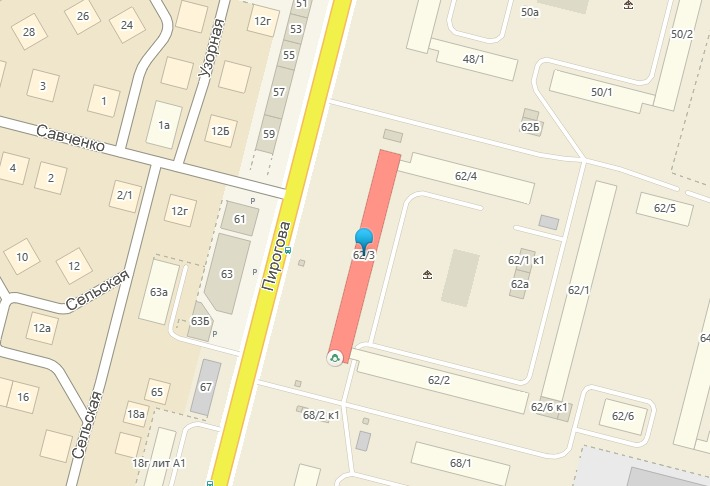 51
26
12г
28
24
53
50а
50/2
Узорная
55
48/1
3
57
1
50/1
1а
12Б
59
62Б
Савченко
4
2
62/4
2/1
12г
61
62/5
Пирогова
62/3
10
12
63
62/1 к1
62а
62/1
Сельская
63а
63Б
12а
64
62/2
67
65
16
18а
68/2 к1
62/6 к1
62/6
Сельская
18г лит А1
68/1
Р
Р
Р